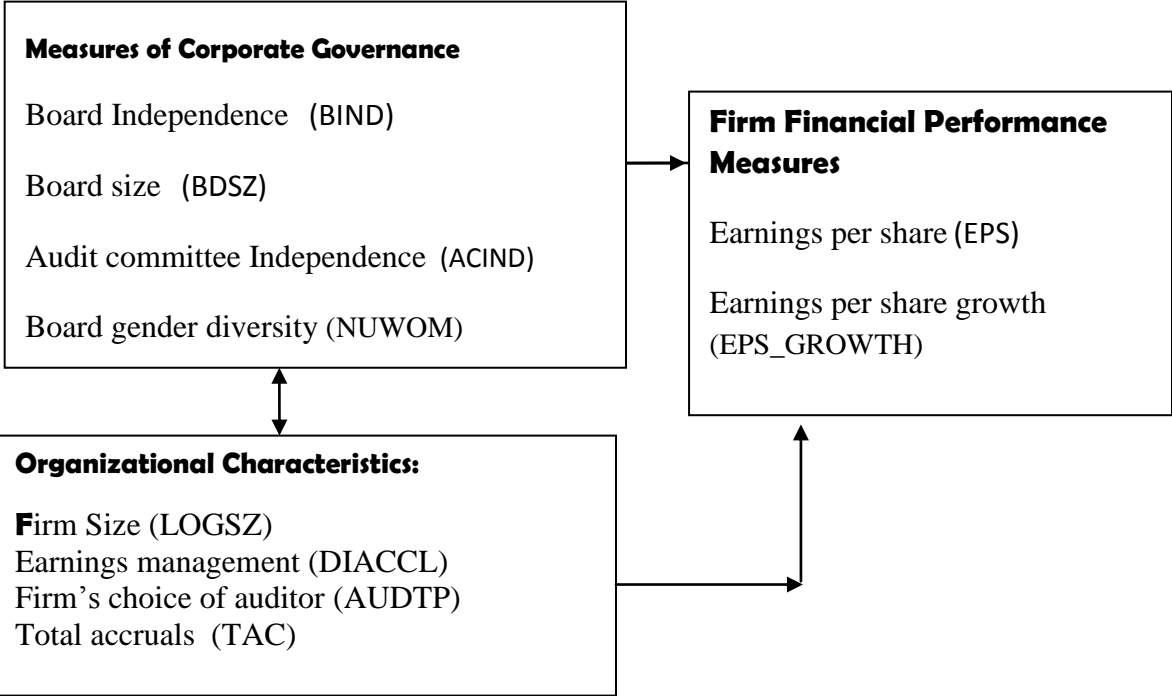 Measures of Corporate Governance
Board Independence (BIND)
Board size (BDSZ)
Audit committee Independence (ACIND)
Board gender diversity (NUWOM)
Firm Financial Performance
Measures
Earnings per share (EPS)
Earnings per share growth
(EPS_GROWTH)
Organizational Characteristics:
Firm Size (LOGSZ)
Earnings management (DIACCL)
Firm’s choice of auditor (AUDTP)
Total accruals (TAC)